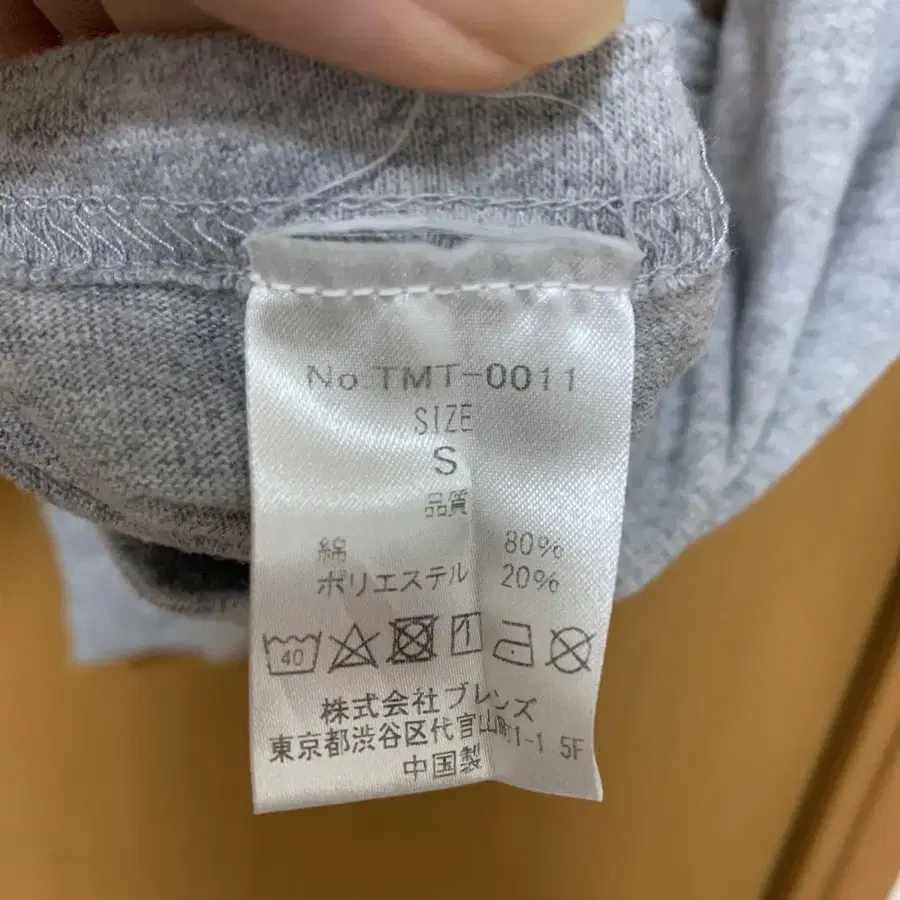 No.TMT-0011
SIZE
S
品質
綿 80%
ポリエステル 20%
40
株式会社ブレンズ
東京都渋谷区代官山町1-1 5F
中国製